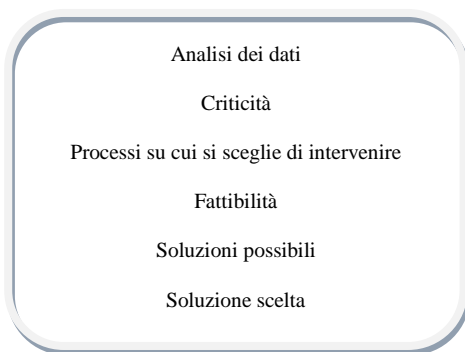 Analisi dei dati
Criticità
Processi su cui si sceglie di intervenire
Fattibilità
Soluzioni possibili
Soluzione scelta